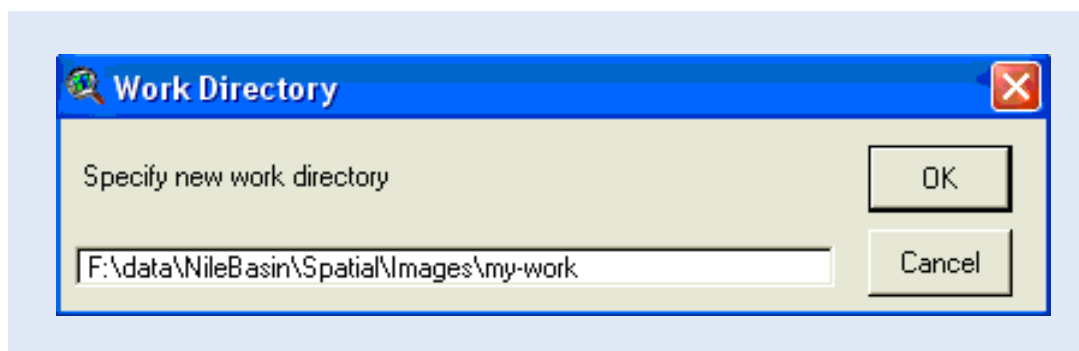 Work Directory
Specify new work directory
OK
F:\data\NileBasin\Spatial\Images\my-work
Cancel